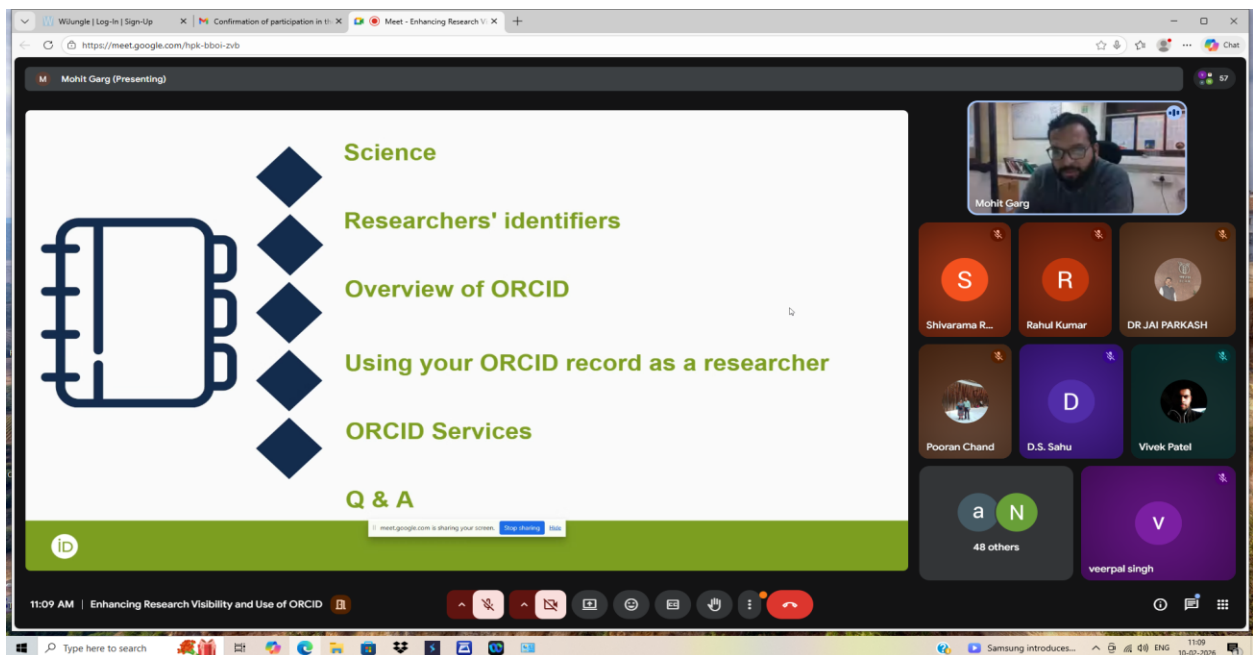 WiJungle | Log-In | Sign-Up
Confirmation of participation in th
Meet - Enhancing Research Vi
https://meet.google.com/hpk-bboi-zvb
Chat
M Mohit Garg (Presenting)
57
Science
Researchers' identifiers
Overview of ORCID
Using your ORCID record as a researcher
ORCID Services
Q & A
meet.google.com is sharing your screen. Stop sharing Hide
iD
Mohit Garg
S
Shivarama R...
R
Rahul Kumar
DR JAI PARKASH
Pooran Chand
D
D.S. Sahu
Vivek Patel
a N
48 others
V
veerpal singh
11:09 AM | Enhancing Research Visibility and Use of ORCID
Type here to search
Samsung introduces...
ENG
11:09
10-02-2026